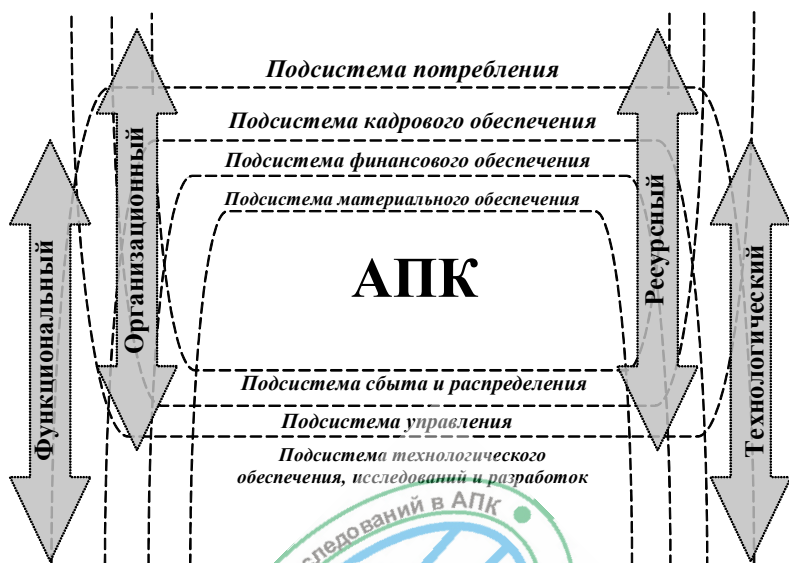 Подсистема потребления
Подсистема кадрового обеспечения
Подсистема финансового обеспечения
Подсистема материального обеспечения
Функциональный
Организационный
АПК
Ресурсный
Технологический
Подсистема сбыта и распределения
Подсистема управления
Подсистема технологического
обеспечения, исследований и разработок
в АПК